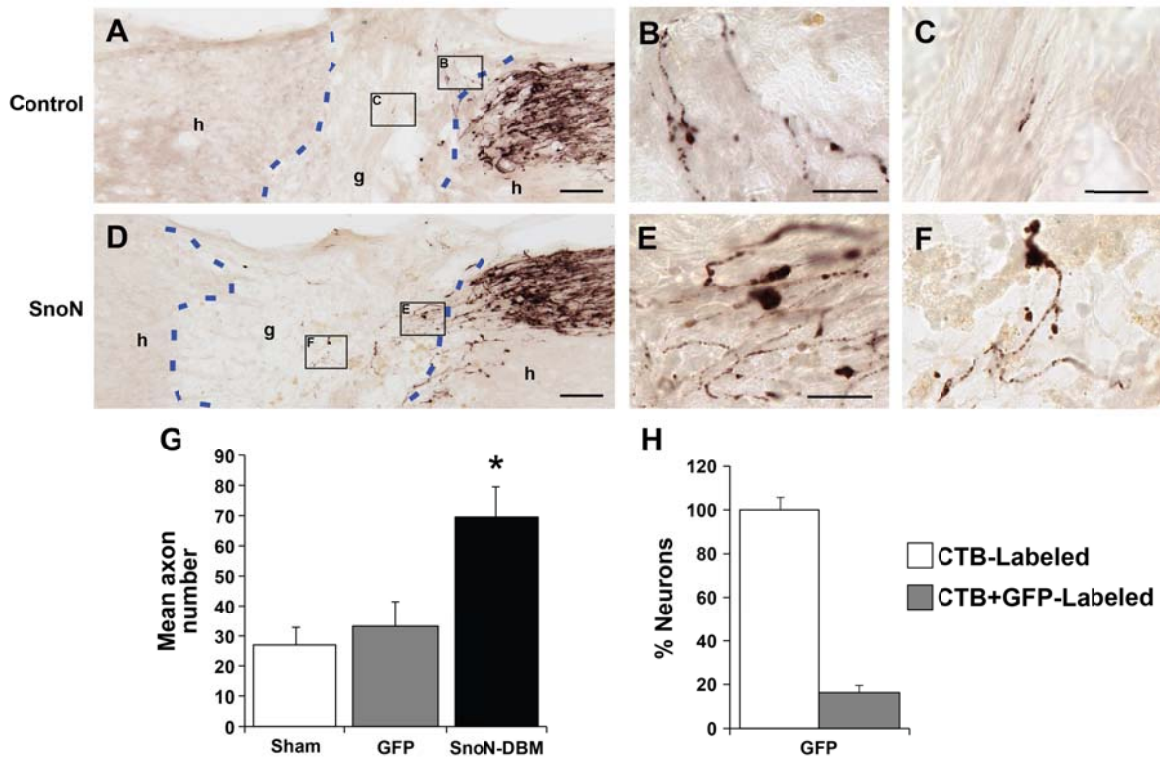 A
B
C
Control
h
g
h
B
C
D
E
F
SnoN
h
g
h
E
F
G
Mean axon
number
90
80
70
60
50
40
30
20
10
0
*
Sham
GFP
SnoN-DBM
H
% Neurons
120
100
80
60
40
20
0
GFP
CTB-Labeled
CTB+GFP-Labeled